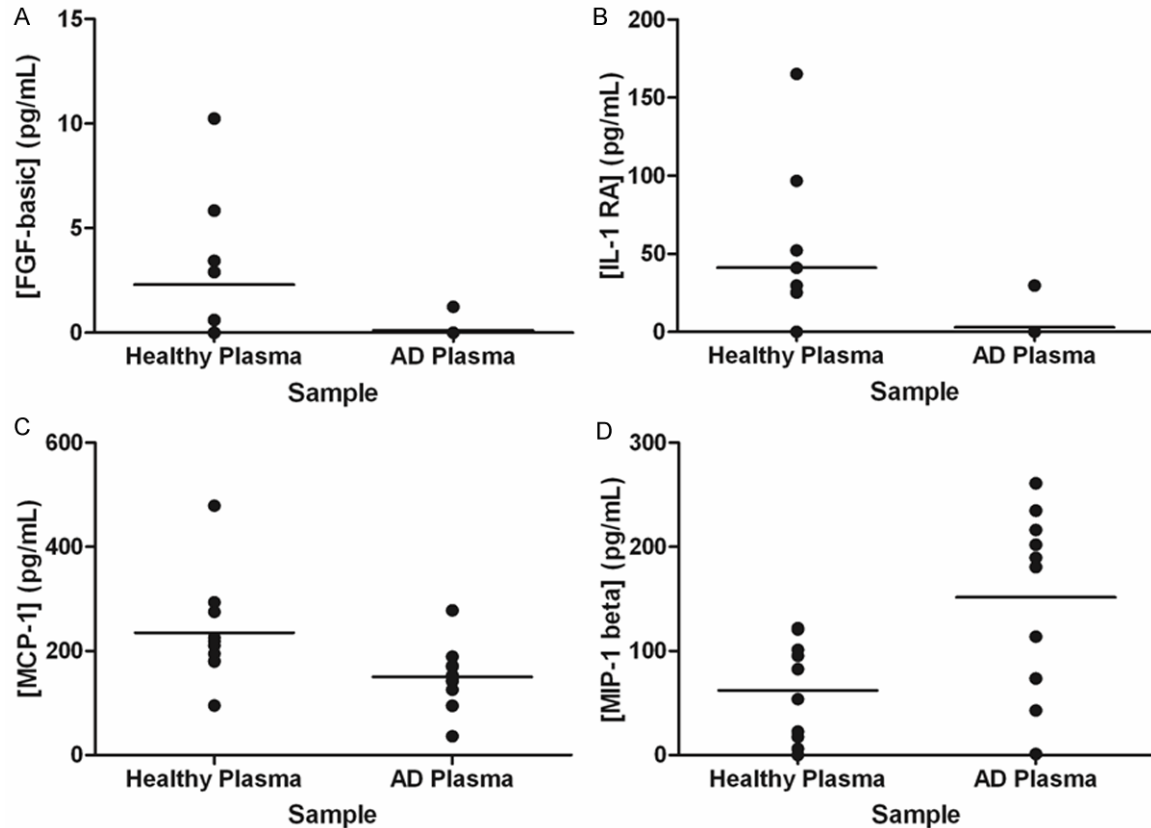 A
[FGF-basic] (pg/mL)
15
10
5
0
Healthy Plasma AD Plasma
Sample
B
[IL-1 RA] (pg/mL)
200
150
100
50
0
Healthy Plasma AD Plasma
Sample
C
[MCP-1] (pg/mL)
600
400
200
0
Healthy Plasma AD Plasma
Sample
D
[MIP-1 beta] (pg/mL)
300
200
100
0
Healthy Plasma AD Plasma
Sample